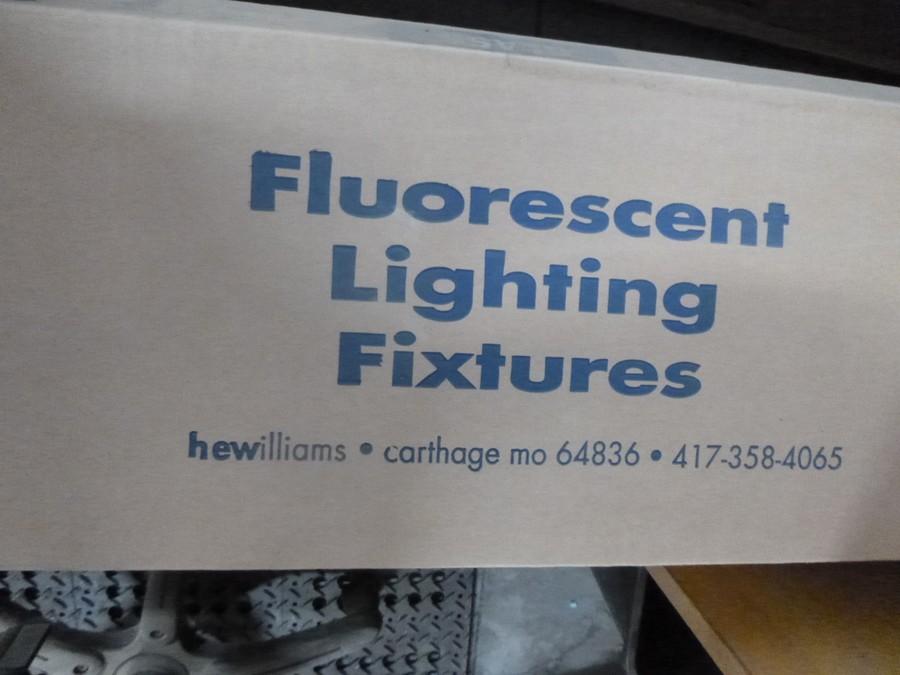 Fluorescent
Lighting
Fixtures
hewilliams • carthage mo 64836 • 417-358-4065